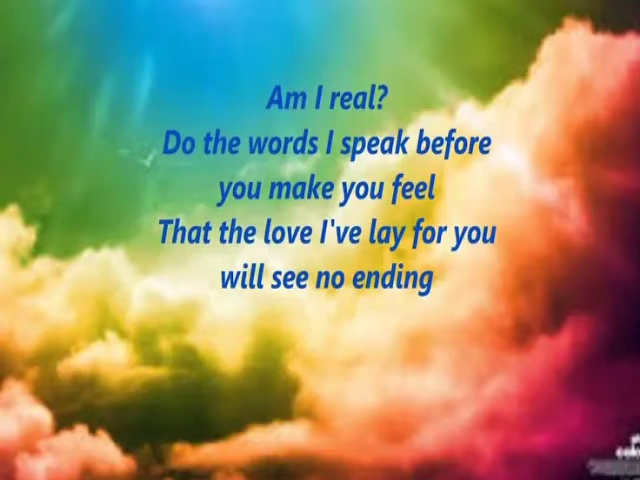 Am I real?
Do the words I speak before
you make you feel
That the love I've lay for you
will see no ending